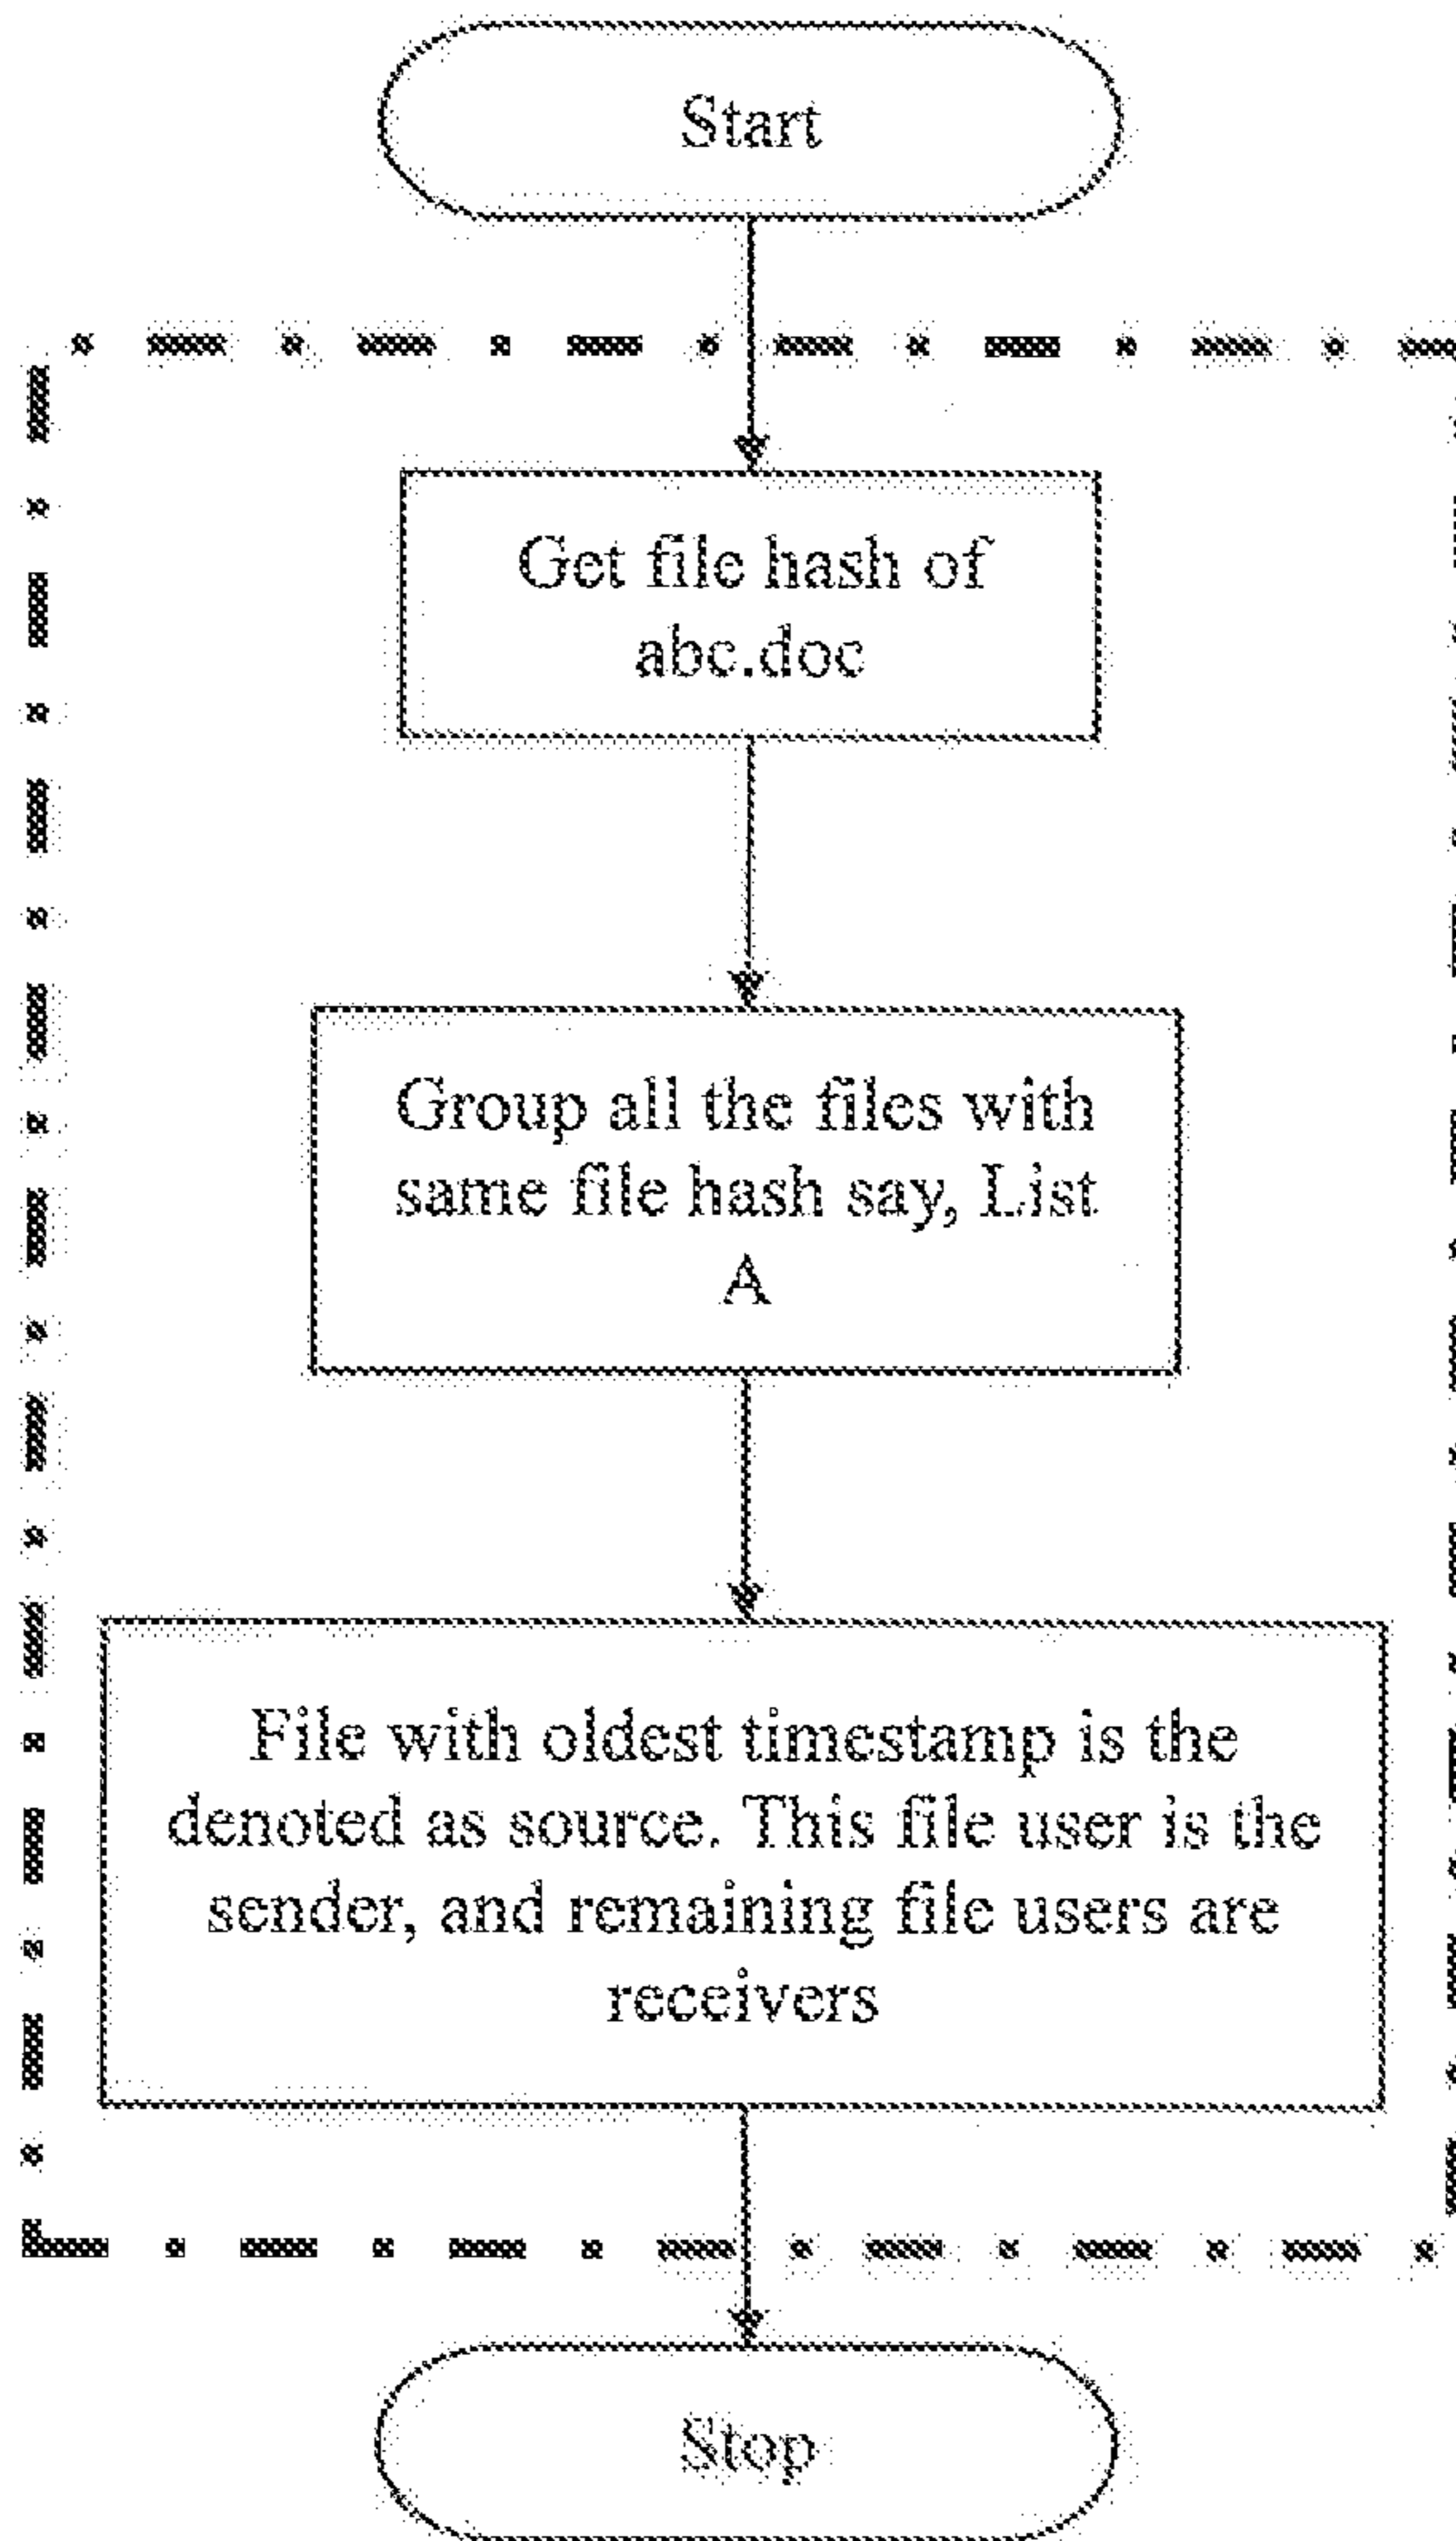 Start
Get file hash of
abc.doc
Group all the files with
same file hash say, List
A
File with oldest timestamp is the
denoted as source. This file user is the
sender, and remaining file users are
receivers
Stop